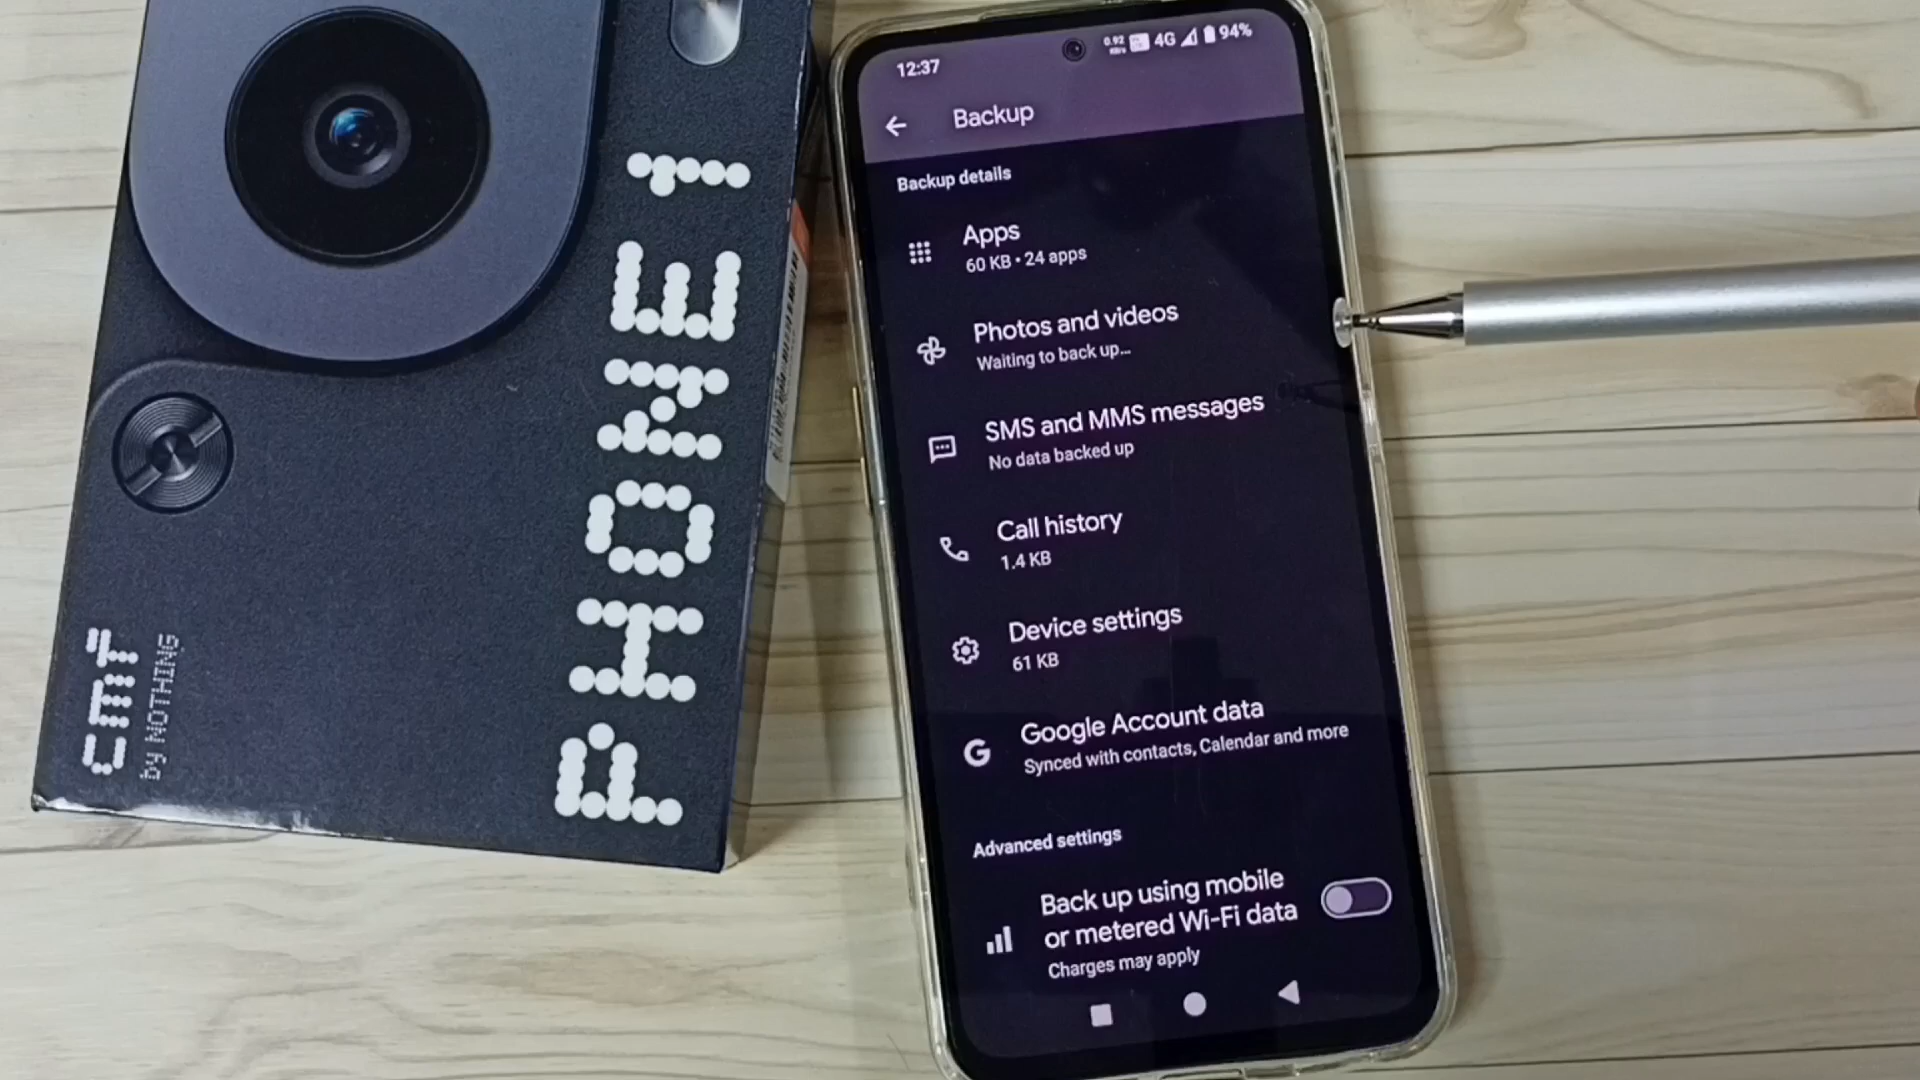 PHONE 1
cmf
by NOTHING
12:37
0.92
4G
94%
Backup
Backup details
Apps
60 KB • 24 apps
Photos and videos
Waiting to back up...
SMS and MMS messages
No data backed up
Call history
1.4 KB
Device settings
61 KB
Google Account data
Synced with contacts, Calendar and more
Advanced settings
Back up using mobile
or metered Wi-Fi data
Charges may apply